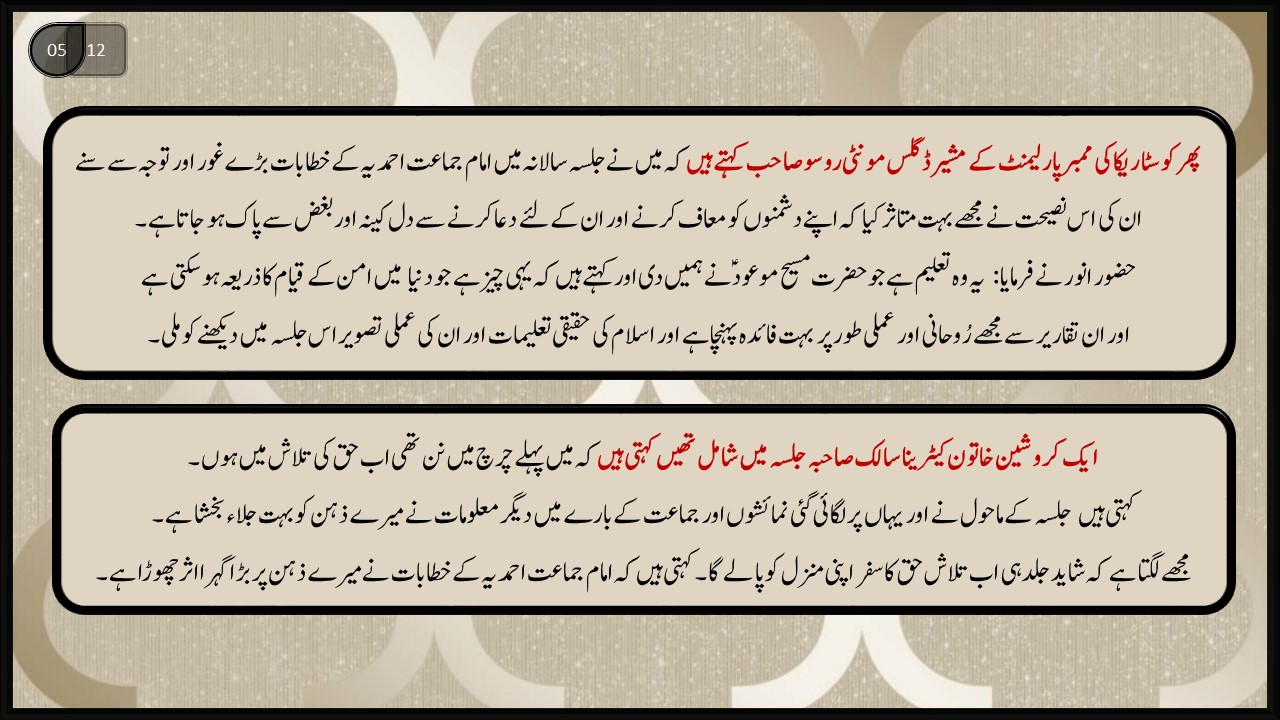 05 12
پھر کوسٹاریکا کی ممبر پارلیمنٹ کے مشیر ڈگلس مونٹی روسو صاحب کہتے ہیں کہ میں نے جلسہ سالانہ میں امام جماعت احمدیہ کے خطابات بڑے غور اور توجہ سے سنے
ان کی اس نصیحت نے مجھے بہت متاثر کیا کہ اپنے دشمنوں کو معاف کرنے اور ان کے لئے دعا کرنے سے دل کینہ اور بغض سے پاک ہو جاتا ہے۔
حضور انور نے فرمایا: یہ وہ تعلیم ہے جو حضرت مسیح موعودؑ نے ہمیں دی اور کہتے ہیں کہ یہی چیز ہے جو دنیا میں امن کے قیام کا ذریعہ ہو سکتی ہے
اور ان تقاریر سے مجھے رُوحانی اور عملی طور پر بہت فائدہ پہنچا ہے اور اسلام کی حقیقی تعلیمات اور ان کی عملی تصویر اس جلسہ میں دیکھنے کو ملی۔
ایک کروشین خاتون کیٹرینا سالک صاحبہ جلسہ میں شامل تھیں کہتی ہیں کہ میں پہلے چرچ میں نن تھی اب حق کی تلاش میں ہوں۔
کہتی ہیں جلسہ کے ماحول نے اور یہاں پر لگائی گئی نمائشوں اور جماعت کے بارے میں دیگر معلومات نے میرے ذہن کو بہت جلاء بخشا ہے۔
مجھے لگتا ہے کہ شاید جلد ہی اب تلاش حق کا سفر اپنی منزل کو پالے گا۔ کہتی ہیں کہ امام جماعت احمدیہ کے خطابات نے میرے ذہن پر بڑا گہرا اثر چھوڑا ہے۔